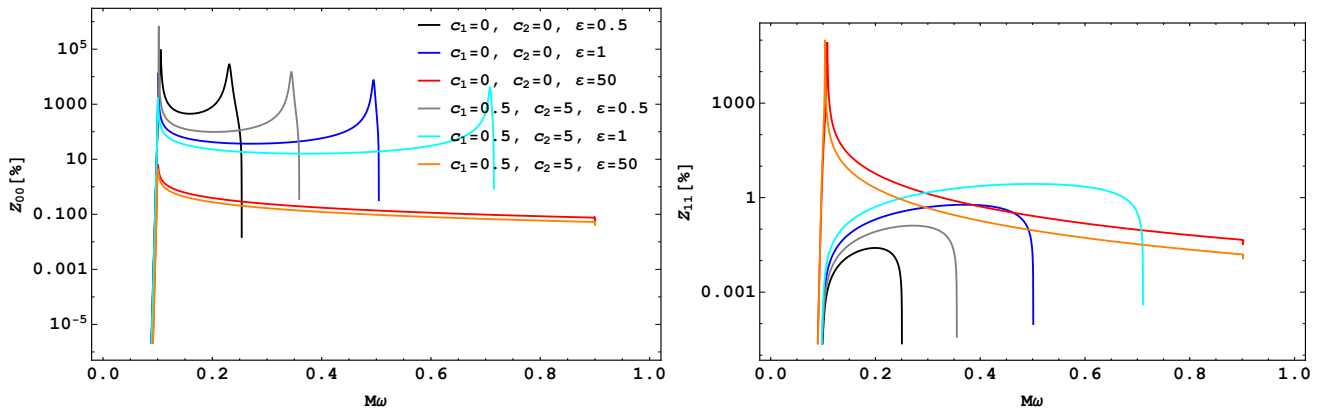 c₁=0, c₂=0, ε=0.5
c₁=0, c₂=0, ε=1
c₁=0, c₂=0, ε=50
c₁=0.5, c₂=5, ε=0.5
c₁=0.5, c₂=5, ε=1
c₁=0.5, c₂=5, ε=50
Z₀₀[%]
10⁵
1000
10
0.100
0.001
10⁻⁵
0.0 0.2 0.4 0.6 0.8 1.0
Mω
Z₁₁[%]
1000
1
0.001
0.0 0.2 0.4 0.6 0.8 1.0
Mω